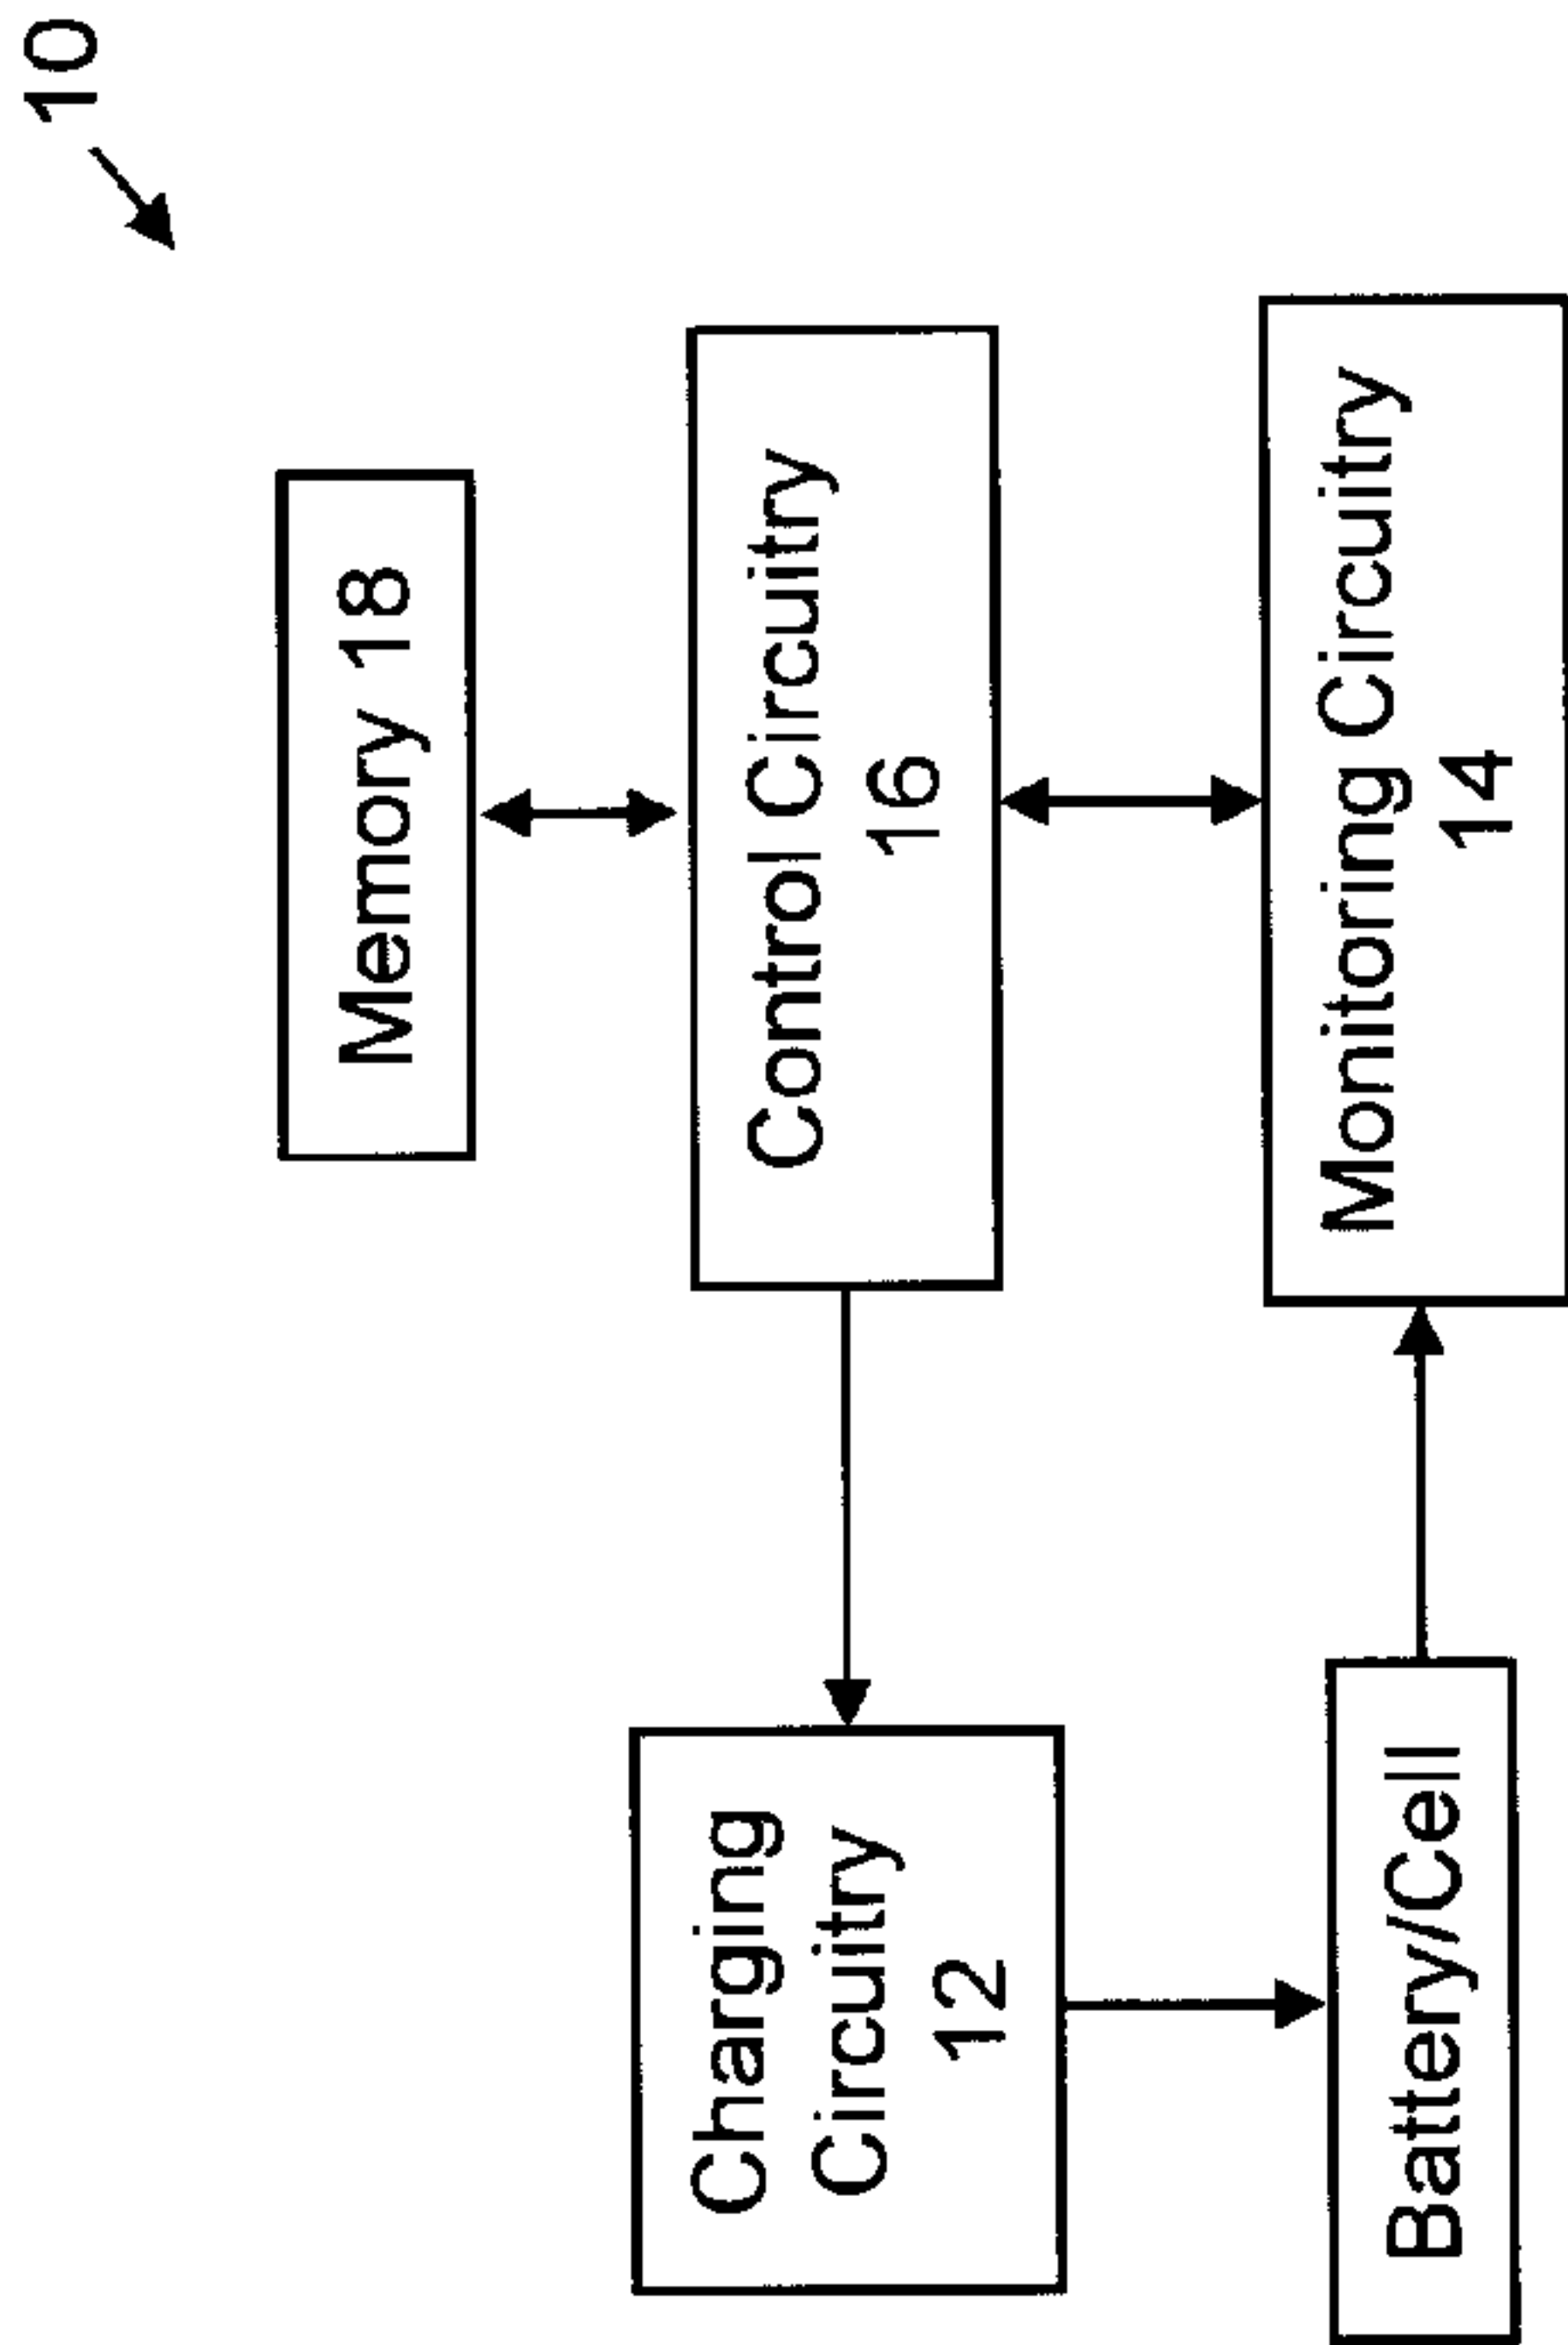 10
Memory 18
Control Circuitry
16
Charging
Circuitry
12
Monitoring Circuitry
14
Battery/Cell